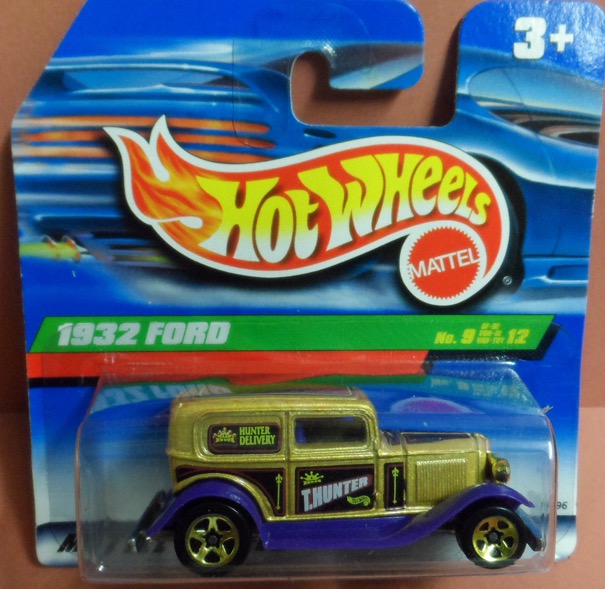 3+
HOT WHEELS
MATTEL
®
1932 FORD
No. 9 12
HUNTER
DELIVERY
T.HUNTER